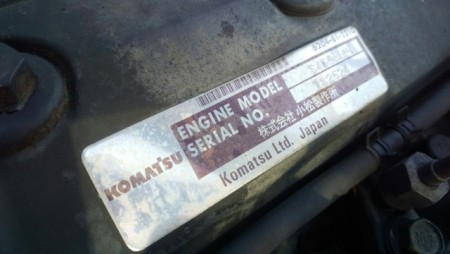 KOMATSU
ENGINE MODEL
SERIAL NO.
株式会社 小松製作所
Komatsu Ltd. Japan